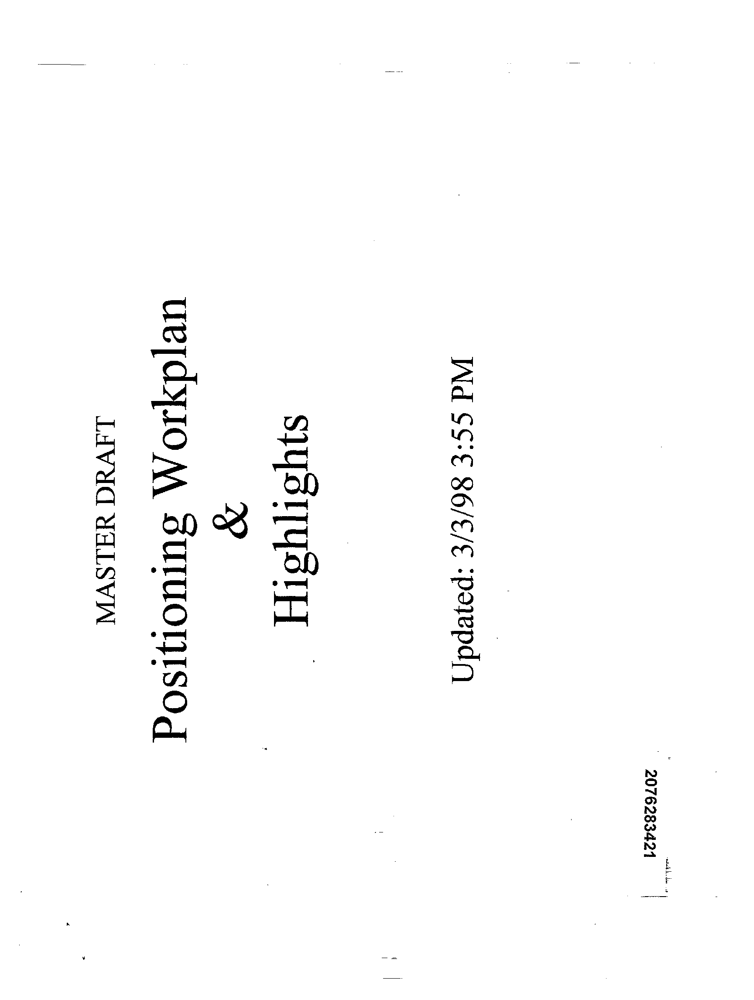 MASTER DRAFT
Positioning Workplan
&
Highlights
Updated: 3/3/98 3:55 PM
2076283421